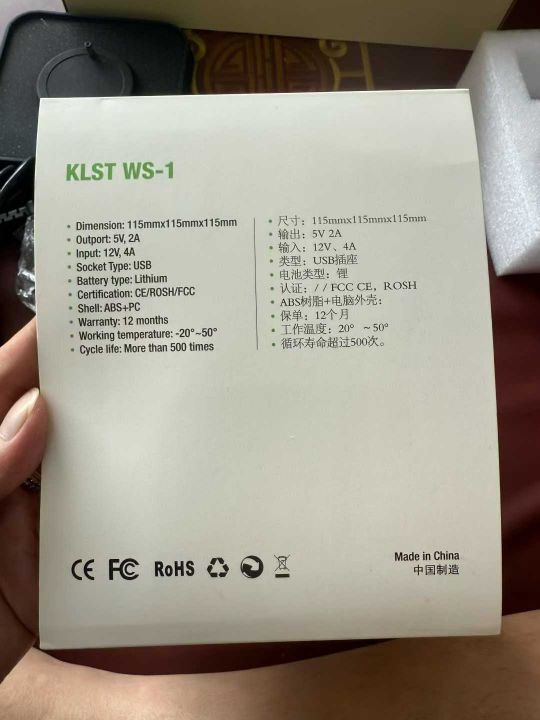 KLST WS-1
• Dimension: 115mmx115mmx115mm
• Outport: 5V, 2A
• Input: 12V, 4A
• Socket Type: USB
• Battery type: Lithium
• Certification: CE/ROSH/FCC
• Shell: ABS+PC
• Warranty: 12 months
• Working temperature: -20°~50°
• Cycle life: More than 500 times
• 尺寸：115mmx115mmx115mm
• 输出：5V 2A
• 输入：12V、4A
• 类型：USB插座
• 电池类型：锂
• 认证：/ / FCC CE，ROSH
• ABS树脂+电脑外壳：
• 保单：12个月
• 工作温度：20° ～50°
• 循环寿命超过500次。
CE FC RoHS
Made in China
中国制造